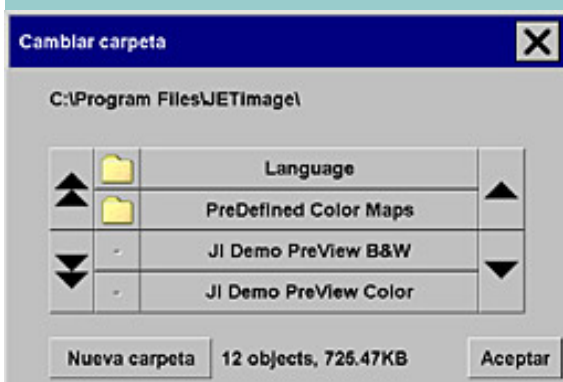 Cambiar carpeta
C:\Program Files\JETimage\
Language
PreDefined Color Maps
- JI Demo PreView B&W
- JI Demo PreView Color
Nueva carpeta 12 objects, 725.47KB Aceptar